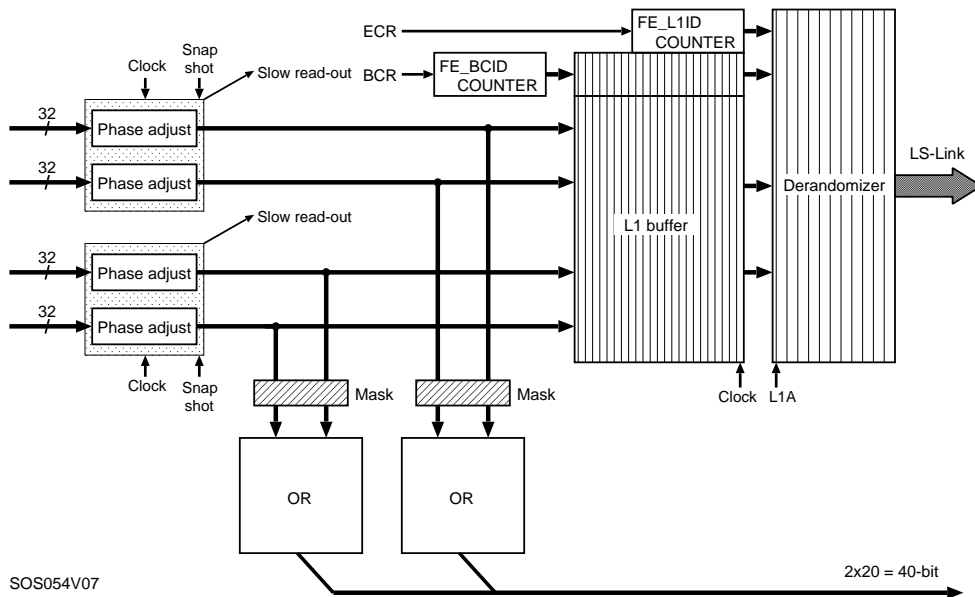 ECR
FE_L1ID
COUNTER
Clock
Snap
shot
Slow read-out
BCR
FE_BCID
COUNTER
32
Phase adjust
32
Phase adjust
LS-Link
Derandomizer
Slow read-out
L1 buffer
32
Phase adjust
32
Phase adjust
Clock
Snap
shot
Mask
Mask
Clock
L1A
OR
OR
SOS054V07
2x20 = 40-bit